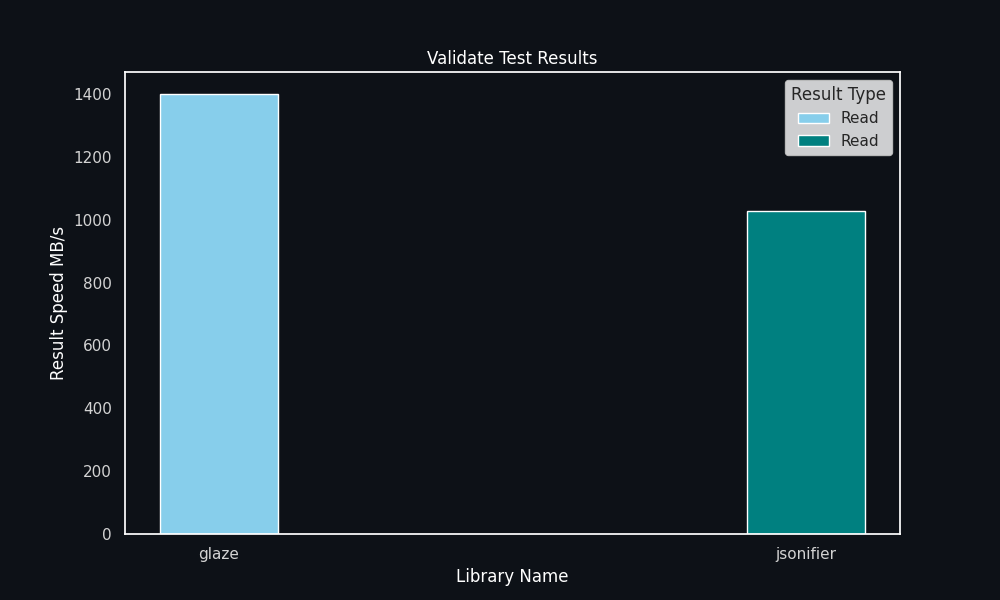 Validate Test Results
Result Type
Read
Read
1400
1200
1000
800
600
400
200
0
Result Speed MB/s
glaze
jsonifier
Library Name